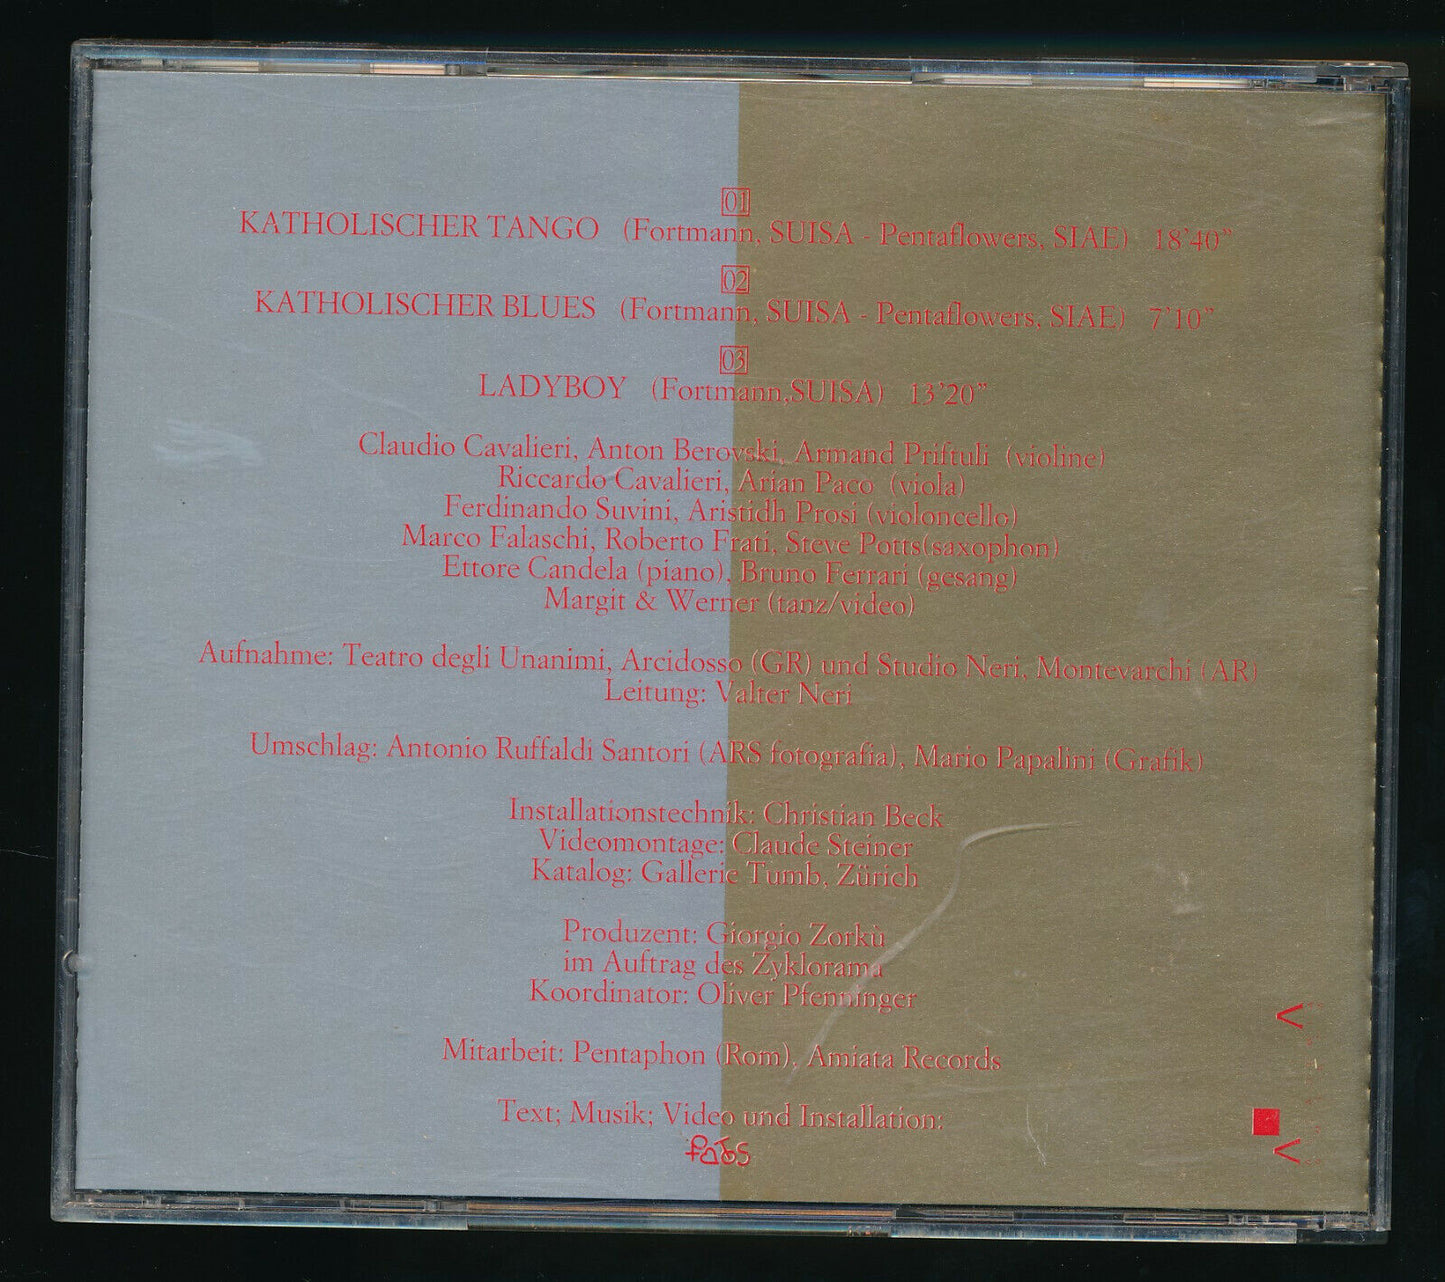 01
KATHOLISCHER TANGO (Fortmann, SUISA - Pentaflowers, SIAE) 18'40"
02
KATHOLISCHER BLUES (Fortmann, SUISA - Pentaflowers, SIAE) 7'10"
03
LADYBOY (Fortmann,SUISA) 13'20"
Claudio Cavalieri, Anton Berovski, Armand Priftuli (violine)
Riccardo Cavalieri, Arian Paco (viola)
Ferdinando Suvini, Aristidh Prosi (violoncello)
Marco Falaschi, Roberto Frati, Steve Potts(saxophon)
Ettore Candela (piano), Bruno Ferrari (gesang)
Margit & Werner (tanz/video)
Aufnahme: Teatro degli Unanimi, Arcidosso (GR) und Studio Neri, Montevarchi (AR)
Leitung: Valter Neri
Umschlag: Antonio Ruffaldi Santori (ARS fotografia), Mario Papalini (Grafik)
Installationstechnik: Christian Beck
Videomontage: Claude Steiner
Katalog: Gallerie Tumb, Zürich
Produzent: Giorgio Zorkù
im Auftrag des Zyklorama
Koordinator: Oliver Pfenninger
Mitarbeit: Pentaphon (Rom), Amiata Records
Text; Musik; Video und Installation: